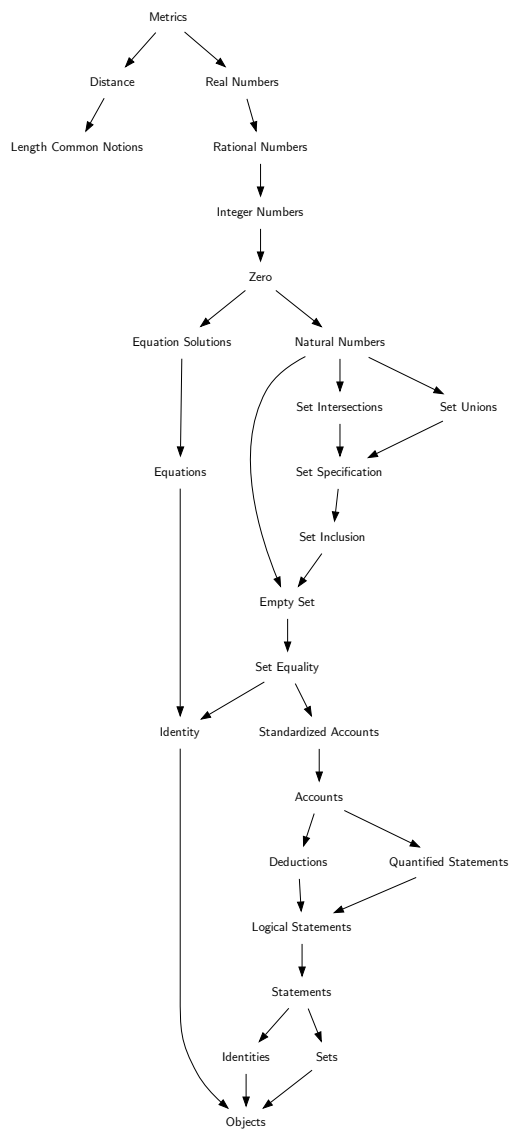 Metrics
Distance
Real Numbers
Length Common Notions
Rational Numbers
Integer Numbers
Zero
Equation Solutions
Natural Numbers
Set Intersections
Set Unions
Equations
Set Specification
Set Inclusion
Empty Set
Set Equality
Identity
Standardized Accounts
Accounts
Deductions
Quantified Statements
Logical Statements
Statements
Identities
Sets
Objects